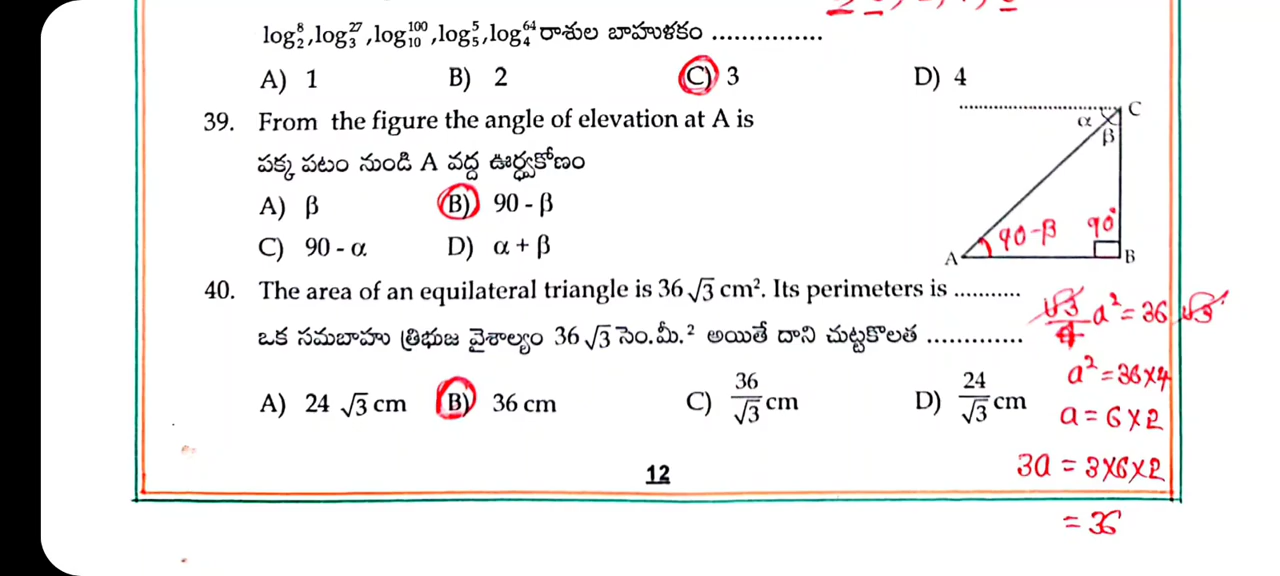 log₂⁸, log₃²⁷, log₁₀¹⁰⁰, log₅⁵, log₄⁶⁴ రాశుల బాహుళకం ...............
A) 1 B) 2 C) 3 D) 4
39. From the figure the angle of elevation at A is
పక్క పటం నుండి A వద్ద ఊర్ధ్వకోణం
A) β B) 90 - β
C) 90 - α D) α + β
C
α
β
90-β 90°
A B
40. The area of an equilateral triangle is 36 √3 cm². Its perimeters is ...........
ఒక సమబాహు త్రిభుజ వైశాల్యం 36 √3 సెం.మీ.² అయితే దాని చుట్టకొలత .............
A) 24 √3 cm B) 36 cm C) 36/√3 cm D) 24/√3 cm
√3/4 a² = 36 √3
a² = 36×4
a = 6×2
3a = 3×6×2
= 36
12